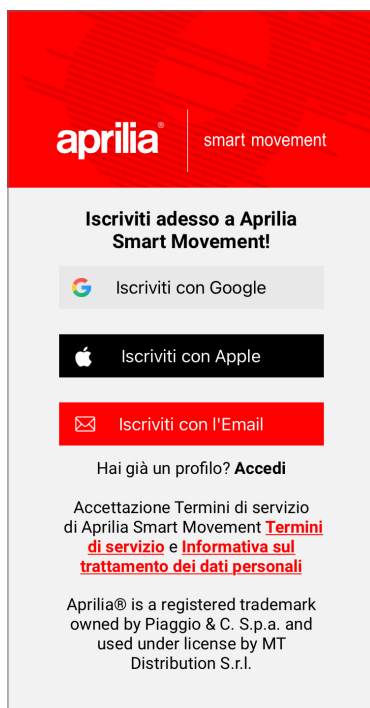 aprilia®
smart movement
Iscriviti adesso a Aprilia
Smart Movement!
Iscriviti con Google
Iscriviti con Apple
Iscriviti con l'Email
Hai già un profilo? Accedi
Accettazione Termini di servizio
di Aprilia Smart Movement Termini
di servizio e Informativa sul
trattamento dei dati personali
Aprilia® is a registered trademark
owned by Piaggio & C. S.p.a. and
used under license by MT
Distribution S.r.l.